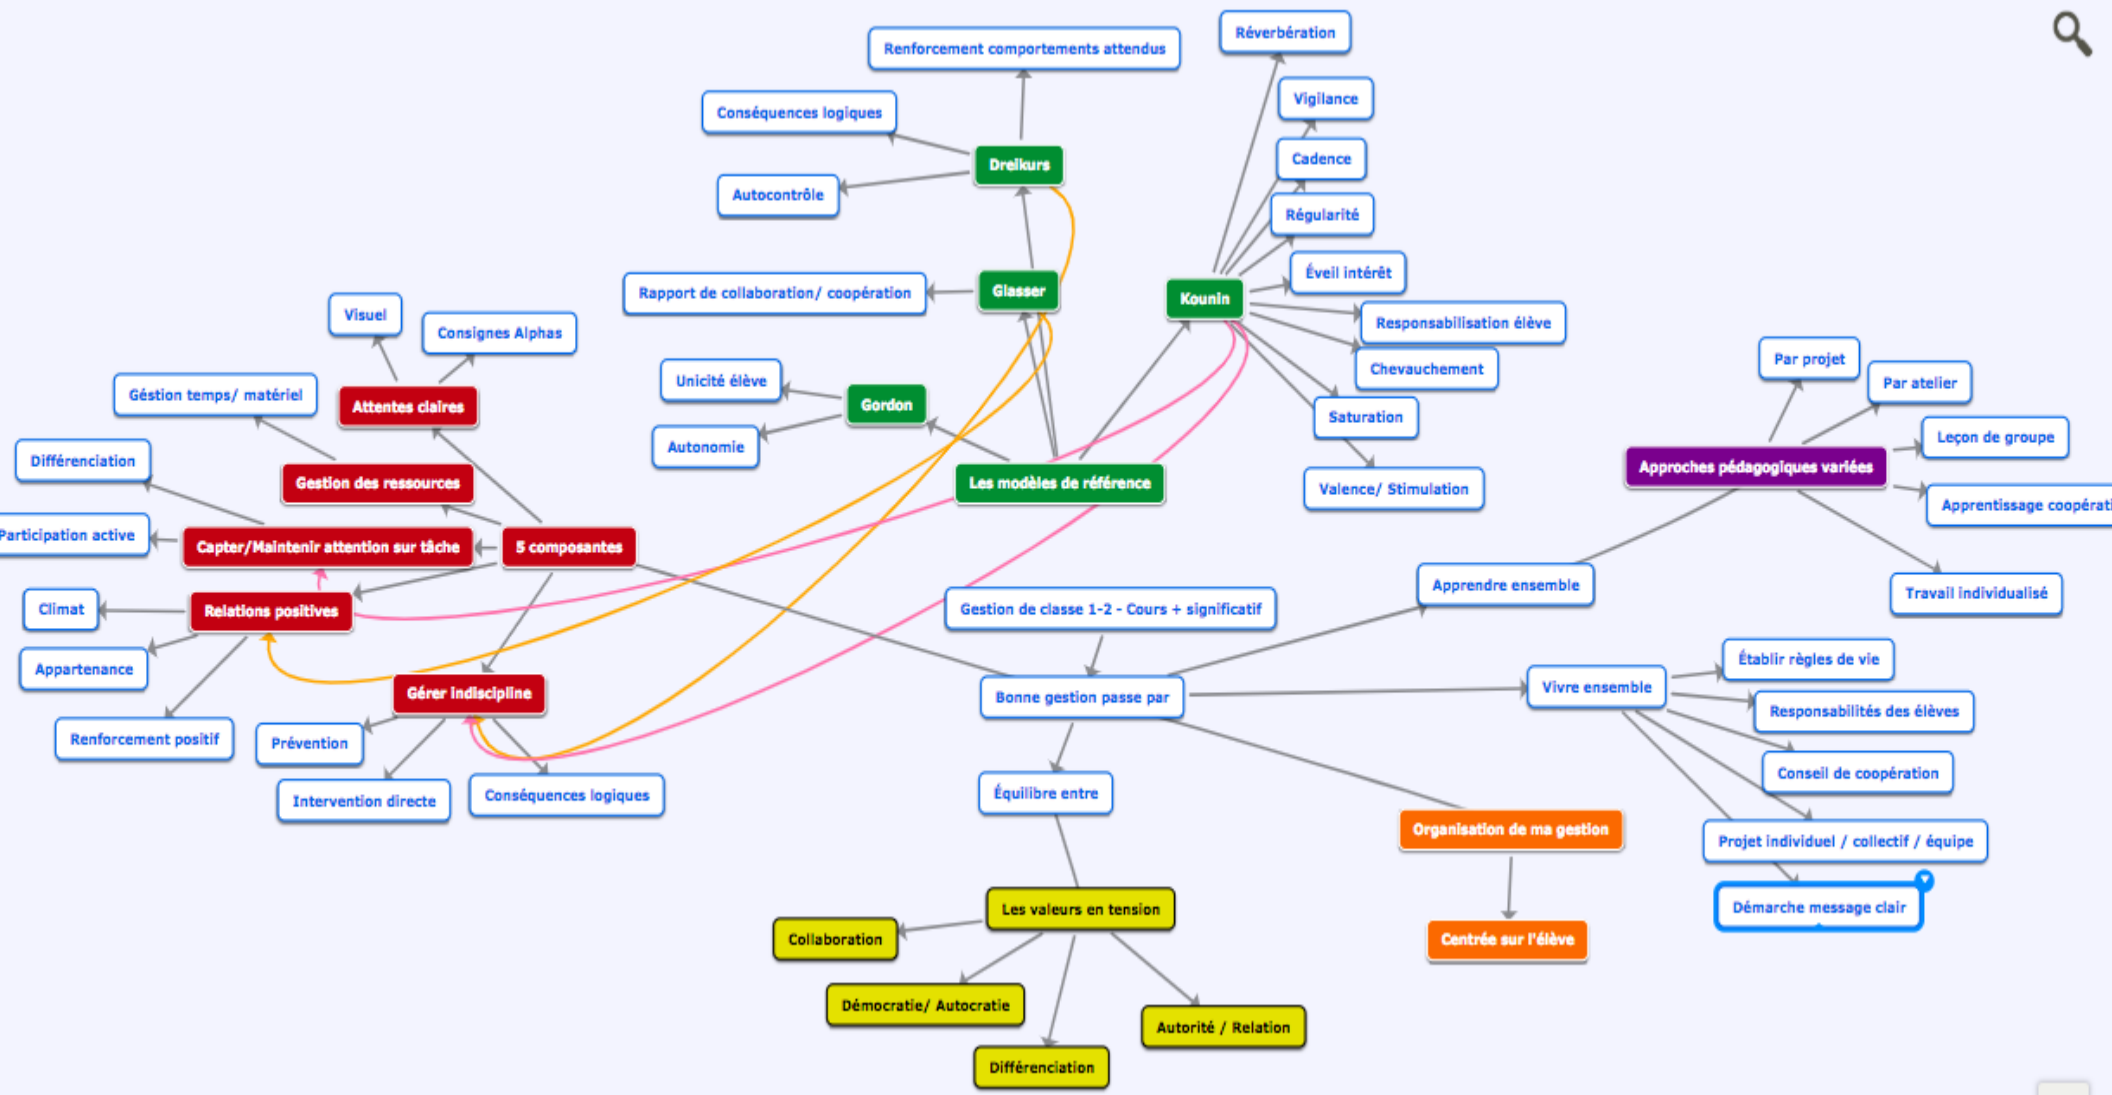 Réverbération
Renforcement comportements attendus
Vigilance
Conséquences logiques
Cadence
Dreikurs
Autocontrôle
Régularité
Éveil intérêt
Glasser
Rapport de collaboration/ coopération
Kounin
Visuel
Responsabilisation élève
Consignes Alphas
Par projet
Chevauchement
Unicité élève
Par atelier
Géstion temps/ matériel
Gordon
Attentes claires
Saturation
Leçon de groupe
Autonomie
Différenciation
Approches pédagogiques variées
Gestion des ressources
Les modèles de référence
Valence/ Stimulation
Apprentissage coopérati
Participation active
Capter/Maintenir attention sur tâche
5 composantes
Apprendre ensemble
Travail individualisé
Climat
Relations positives
Gestion de classe 1-2 - Cours + significatif
Établir règles de vie
Appartenance
Vivre ensemble
Gérer indiscipline
Bonne gestion passe par
Responsabilités des élèves
Renforcement positif
Prévention
Conseil de coopération
Équilibre entre
Conséquences logiques
Intervention directe
Organisation de ma gestion
Projet individuel / collectif / équipe
Démarche message clair
Les valeurs en tension
Collaboration
Centrée sur l'élève
Démocratie/ Autocratie
Autorité / Relation
Différenciation